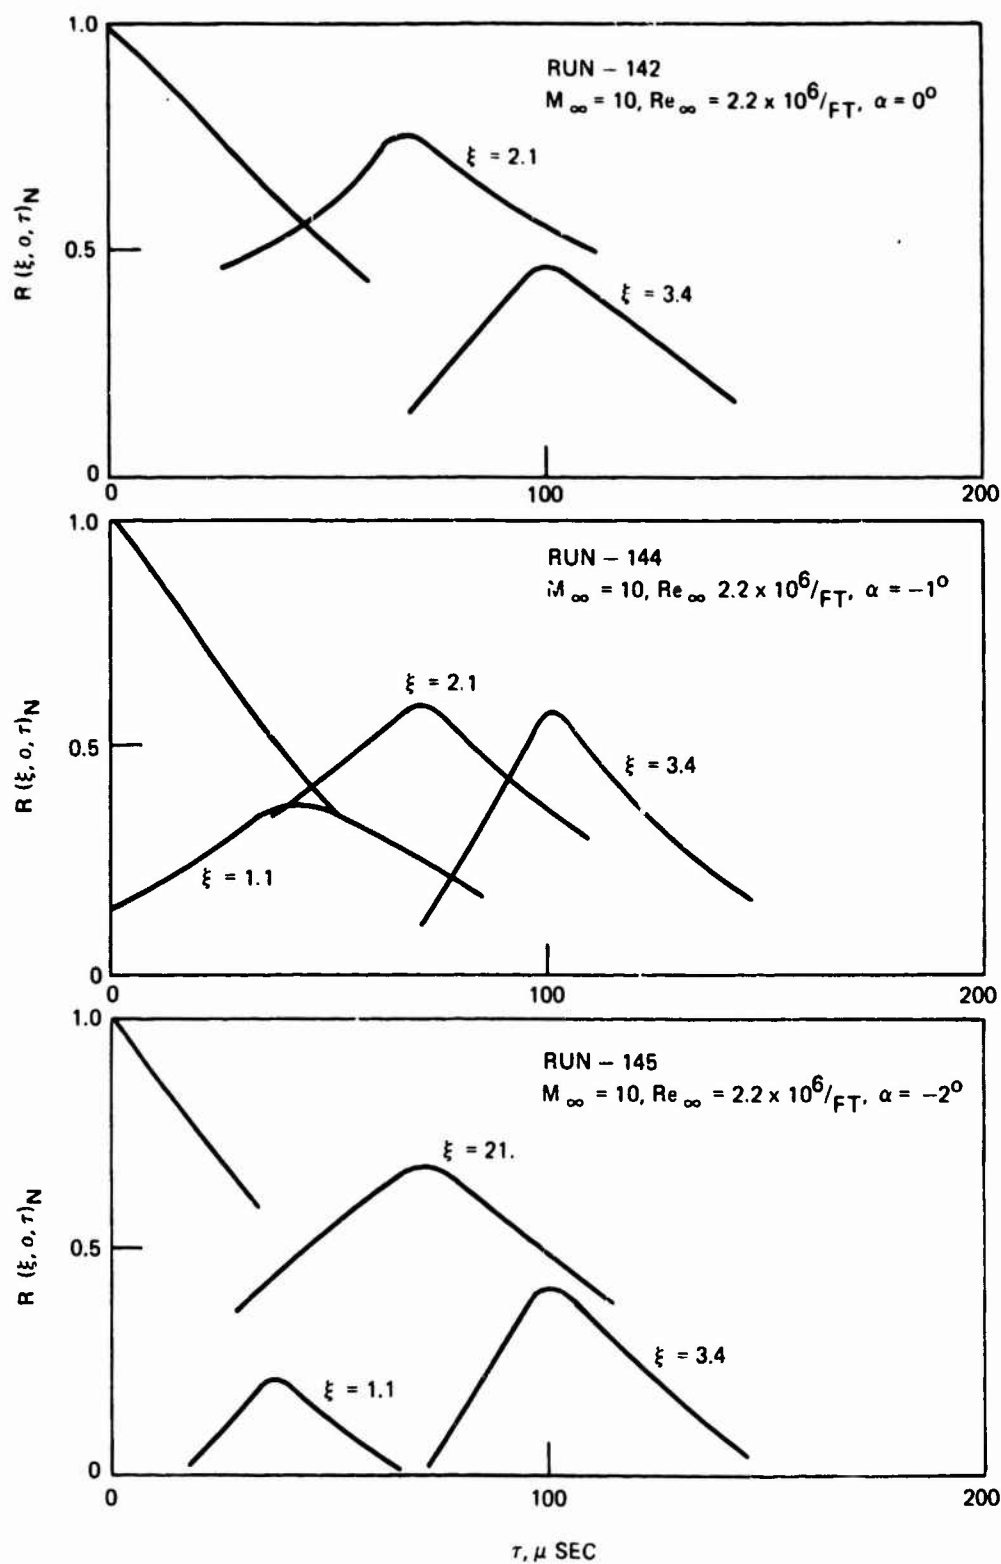 1.0
RUN – 142
M∞ = 10, Re∞ = 2.2 x 10⁶/FT, α = 0°
ξ = 2.1
R (ξ, o, τ)N
0.5
ξ = 3.4
0
0
100
200
1.0
RUN – 144
M∞ = 10, Re∞ 2.2 x 10⁶/FT, α = –1°
ξ = 2.1
R (ξ, o, τ)N
0.5
ξ = 3.4
ξ = 1.1
0
0
100
200
1.0
RUN – 145
M∞ = 10, Re∞ = 2.2 x 10⁶/FT, α = –2°
ξ = 21.
R (ξ, o, τ)N
0.5
ξ = 3.4
ξ = 1.1
0
0
100
200
τ, μ SEC